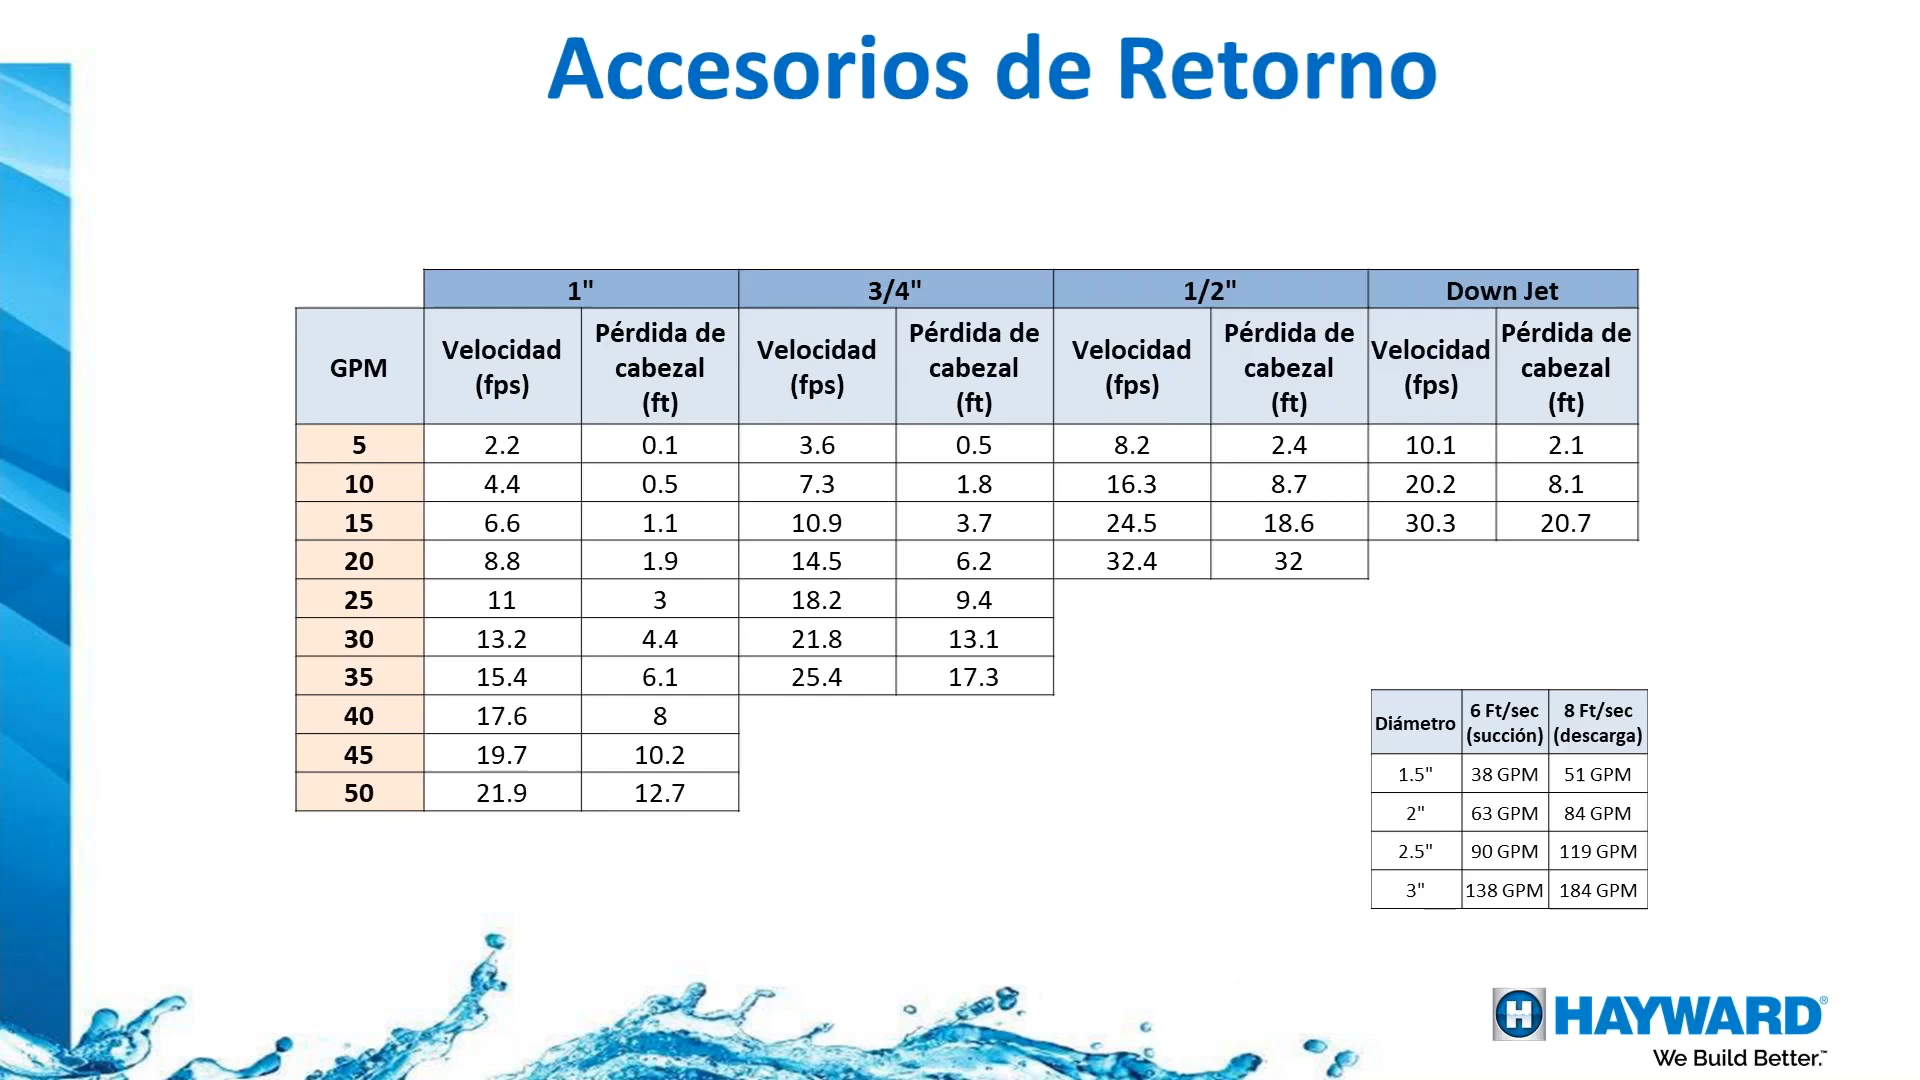 Accesorios de Retorno
1" 3/4" 1/2" Down Jet
GPM Velocidad (fps) Pérdida de cabezal (ft) Velocidad (fps) Pérdida de cabezal (ft) Velocidad (fps) Pérdida de cabezal (ft) Velocidad (fps) Pérdida de cabezal (ft)
5 2.2 0.1 3.6 0.5 8.2 2.4 10.1 2.1
10 4.4 0.5 7.3 1.8 16.3 8.7 20.2 8.1
15 6.6 1.1 10.9 3.7 24.5 18.6 30.3 20.7
20 8.8 1.9 14.5 6.2 32.4 32
25 11 3 18.2 9.4
30 13.2 4.4 21.8 13.1
35 15.4 6.1 25.4 17.3
40 17.6 8
45 19.7 10.2
50 21.9 12.7
Diámetro 6 Ft/sec (succión) 8 Ft/sec (descarga)
1.5" 38 GPM 51 GPM
2" 63 GPM 84 GPM
2.5" 90 GPM 119 GPM
3" 138 GPM 184 GPM
H HAYWARD®
We Build Better.™